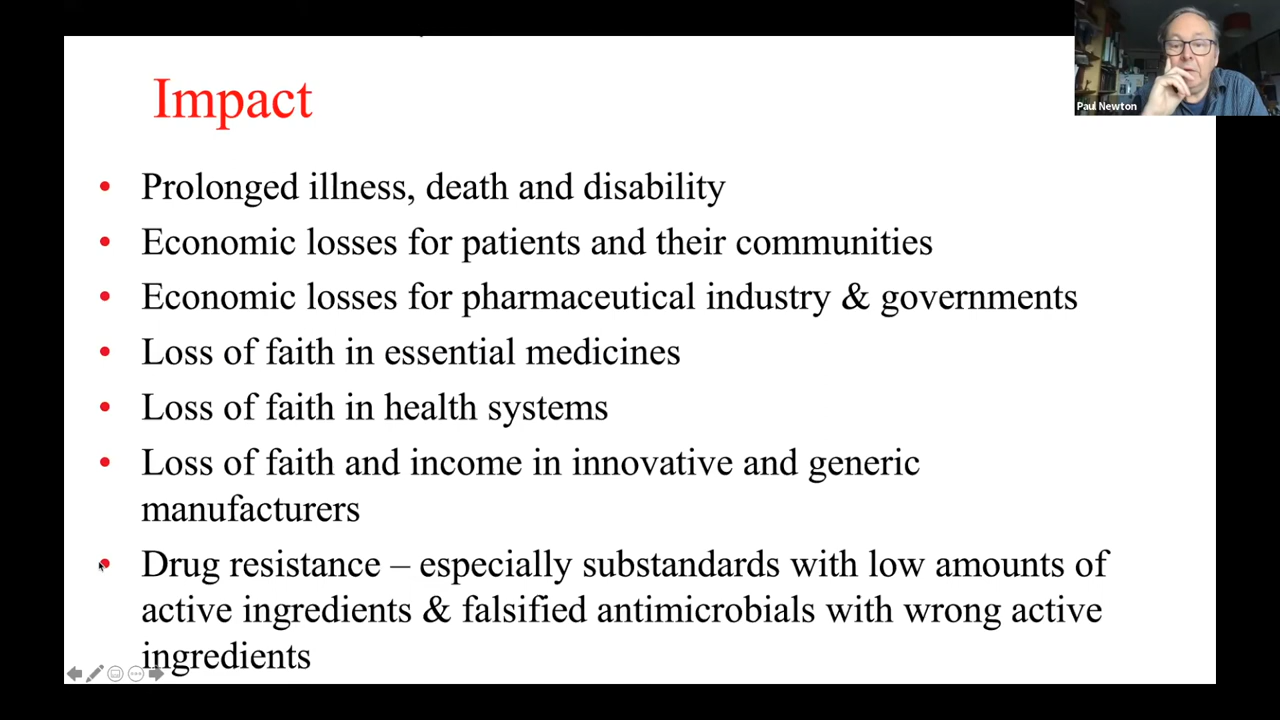 Impact
Paul Newton
• Prolonged illness, death and disability
• Economic losses for patients and their communities
• Economic losses for pharmaceutical industry & governments
• Loss of faith in essential medicines
• Loss of faith in health systems
• Loss of faith and income in innovative and generic
manufacturers
• Drug resistance – especially substandards with low amounts of
active ingredients & falsified antimicrobials with wrong active
ingredients